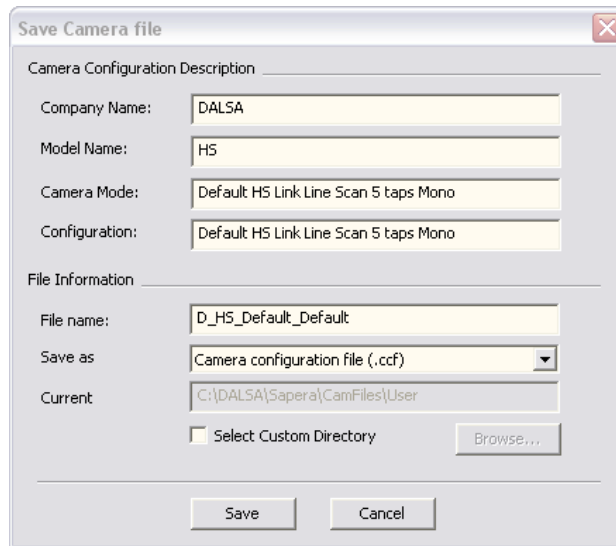 Save Camera file
Camera Configuration Description
Company Name: DALSA
Model Name: HS
Camera Mode: Default HS Link Line Scan 5 taps Mono
Configuration: Default HS Link Line Scan 5 taps Mono
File Information
File name: D_HS_Default_Default
Save as Camera configuration file (.ccf)
Current C:\DALSA\Sapera\CamFiles\User
Select Custom Directory Browse...
Save Cancel